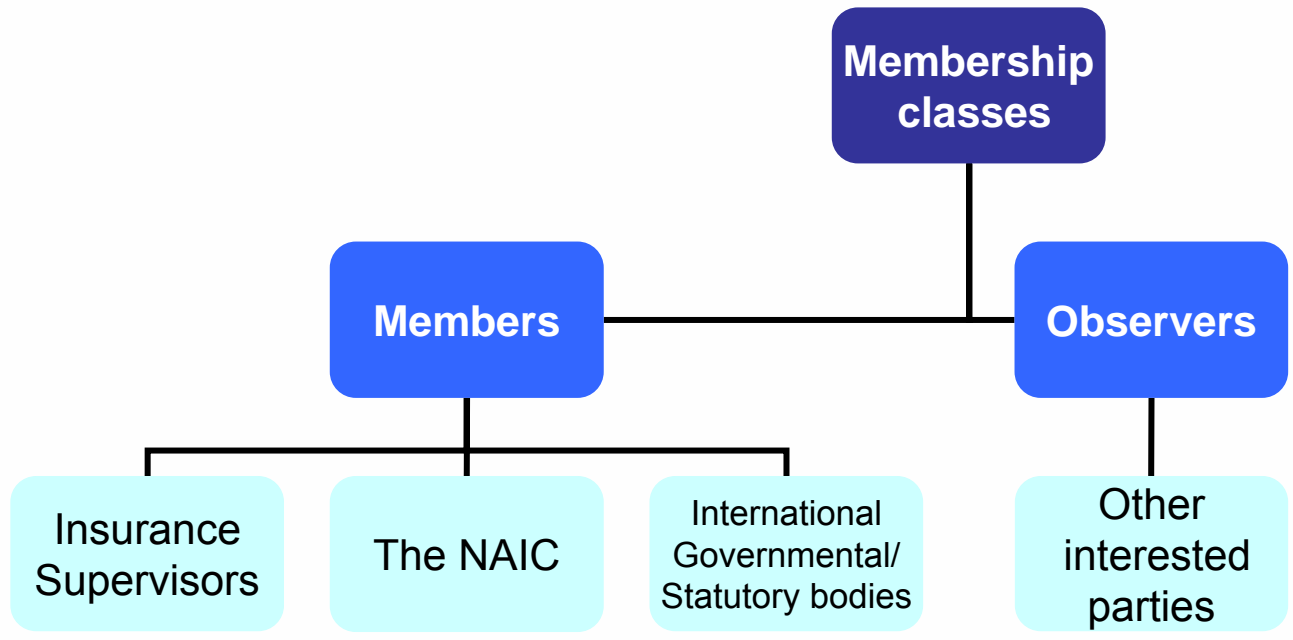 Membership
classes
Members
Observers
Insurance
Supervisors
The NAIC
International
Governmental/
Statutory bodies
Other
interested
parties